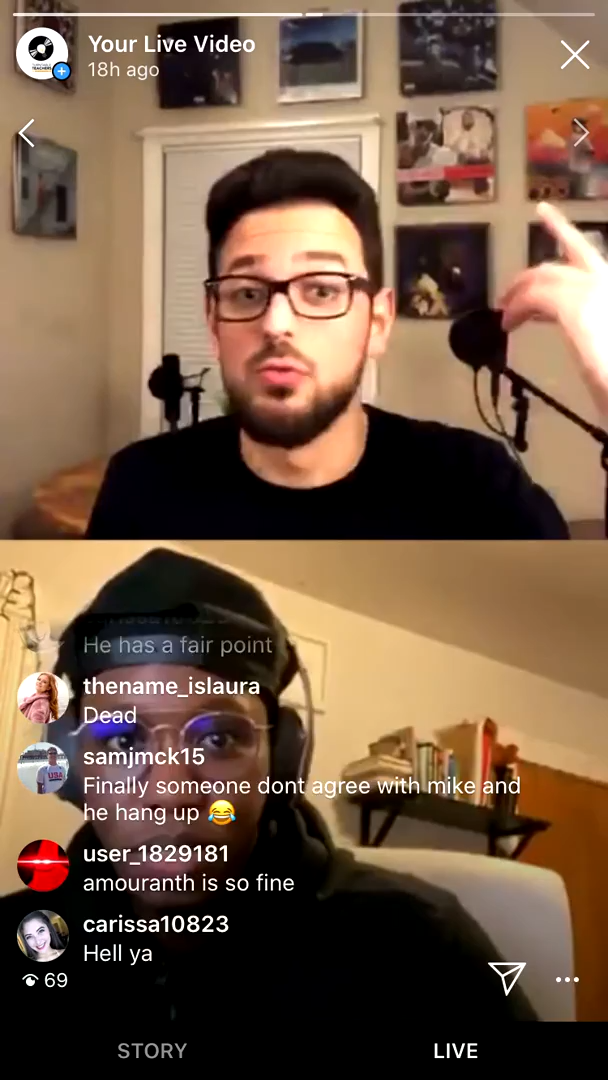 Your Live Video
18h ago
He has a fair point
thename_islaura
Dead
samjmck15
Finally someone dont agree with mike and
he hang up 😂
user_1829181
amouranth is so fine
carissa10823
Hell ya
69
STORY
LIVE